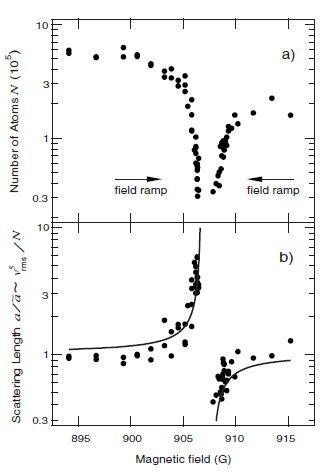 10
3
1
0.3
Number of Atoms N (10⁵)
a)
field ramp
field ramp
10
3
1
0.3
Scattering Length a/ã~ v⁵rms /N
b)
895
900
905
910
915
Magnetic field (G)